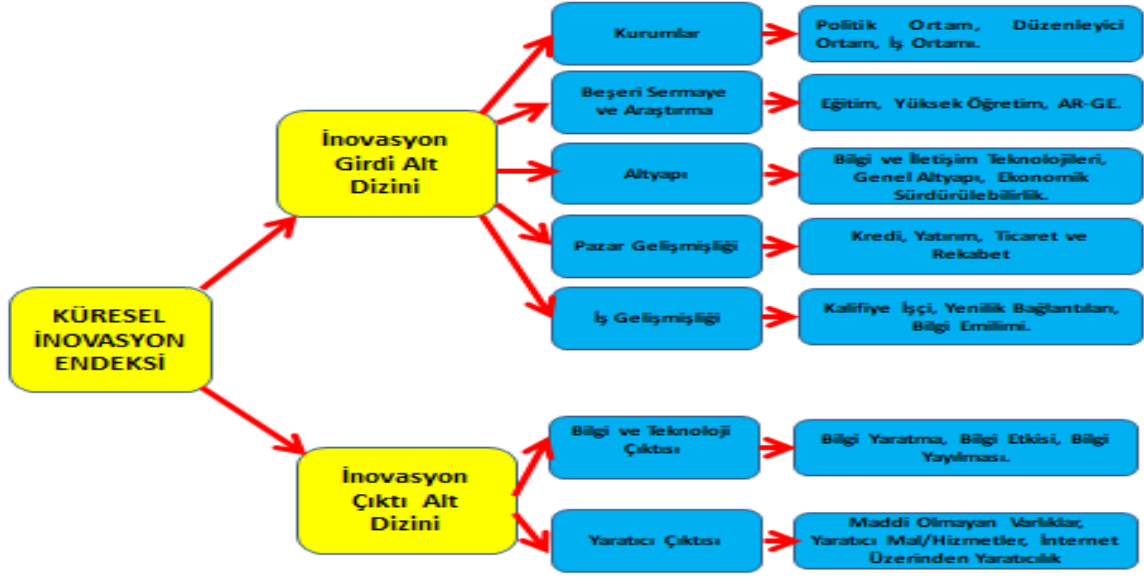 KÜRESEL
İNOVASYON
ENDEKSİ
İnovasyon
Girdi Alt
Dizini
Kurumlar
Politik Ortam, Düzenleyici
Ortam, İş Ortamı.
Beşeri Sermaye
ve Araştırma
Eğitim, Yüksek Öğretim, AR-GE.
Altyapı
Bilgi ve İletişim Teknolojileri,
Genel Altyapı, Ekonomik
Sürdürülebilirlik.
Pazar Gelişmişliği
Kredi, Yatırım, Ticaret ve
Rekabet
İş Gelişmişliği
Kalifiye İşçi, Yenilik Bağlantıları,
Bilgi Emilimi.
İnovasyon
Çıktı Alt
Dizini
Bilgi ve Teknoloji
Çıktısı
Bilgi Yaratma, Bilgi Etkisi, Bilgi
Yayılması.
Yaratıcı Çıktısı
Maddi Olmayan Varlıklar,
Yaratıcı Mal/Hizmetler, İnternet
Üzerinden Yaratıcılık